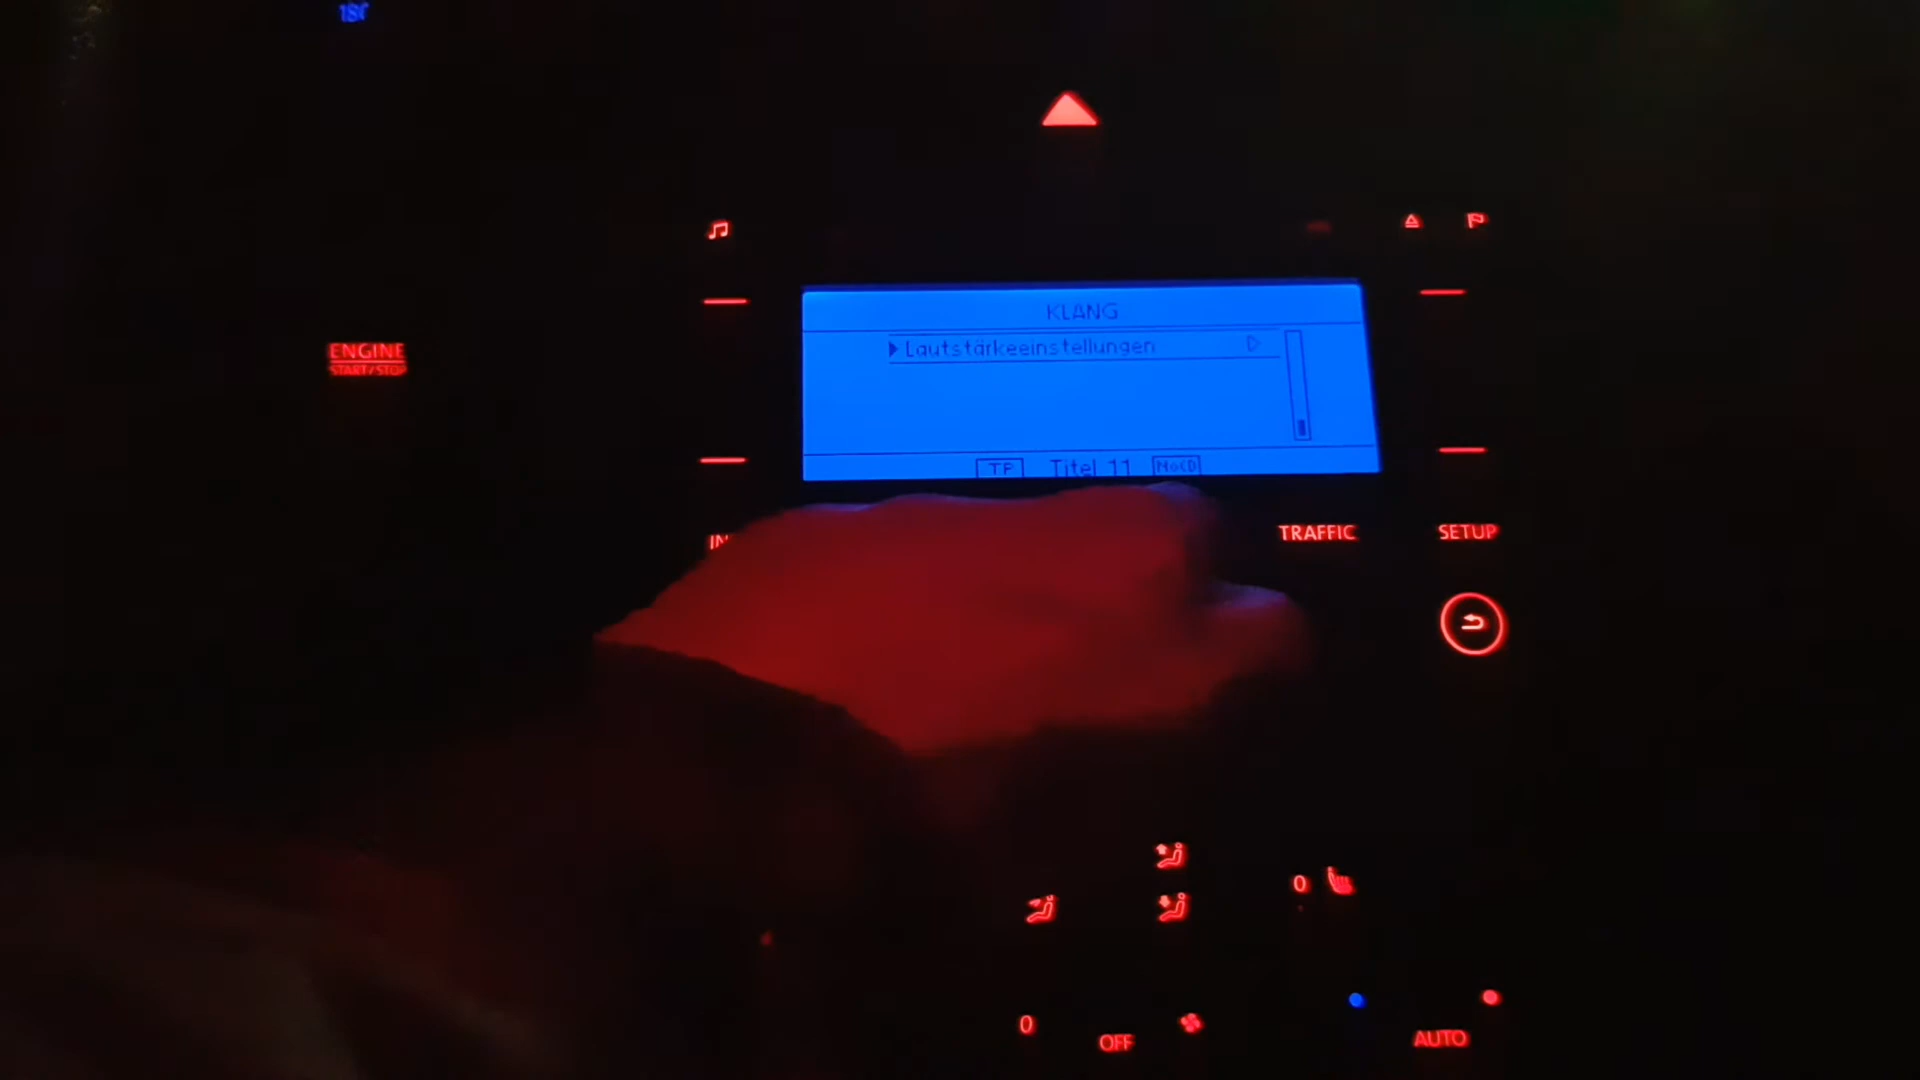 ENGINE
START/STOP
KLANG
Lautstärkeeinstellungen
TP Titel 11 NoCD
TRAFFIC
SETUP
0
0
OFF
AUTO